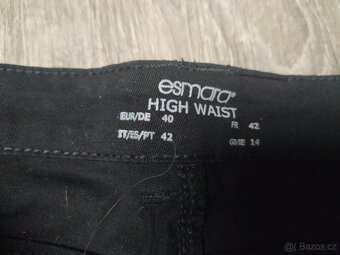 esmara®
HIGH WAIST
EUR/DE 40 FR 42
IT/ES/PT 42 GB/IE 14
Bazos.cz